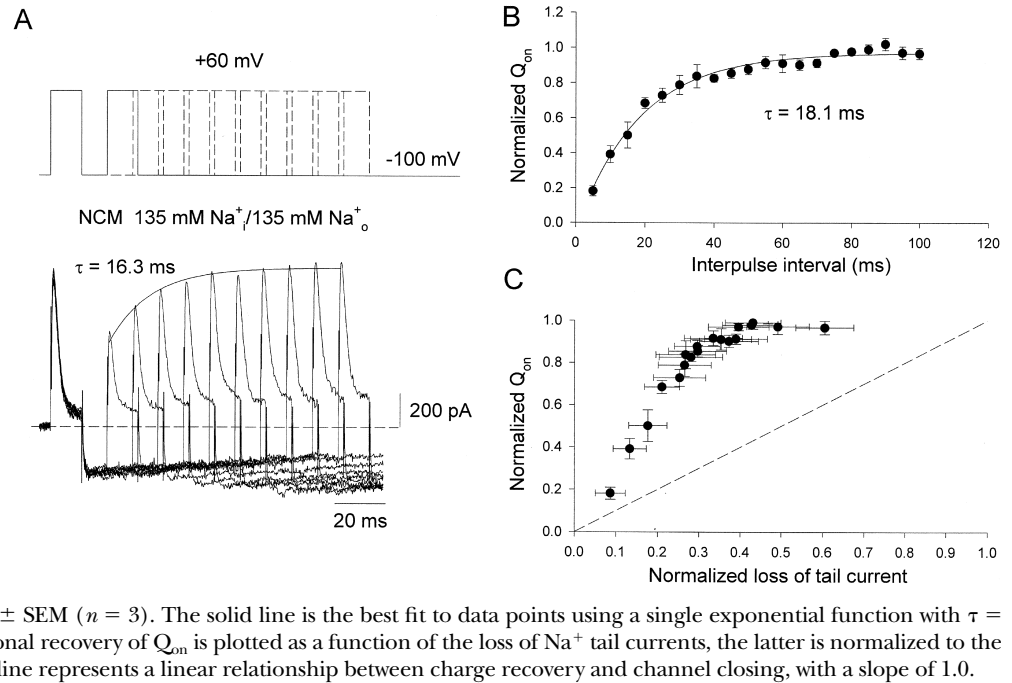 A
+60 mV
-100 mV
NCM 135 mM Na⁺ᵢ/135 mM Na⁺ₒ
τ = 16.3 ms
200 pA
20 ms
B
Normalized Qon
1.2
1.0
0.8
0.6
0.4
0.2
0.0
τ = 18.1 ms
0 20 40 60 80 100 120
Interpulse interval (ms)
C
Normalized Qon
1.0
0.8
0.6
0.4
0.2
0.0
0.0 0.1 0.2 0.3 0.4 0.5 0.6 0.7 0.8 0.9 1.0
Normalized loss of tail current
± SEM (n = 3). The solid line is the best fit to data points using a single exponential function with τ =
onal recovery of Qon is plotted as a function of the loss of Na⁺ tail currents, the latter is normalized to the
line represents a linear relationship between charge recovery and channel closing, with a slope of 1.0.